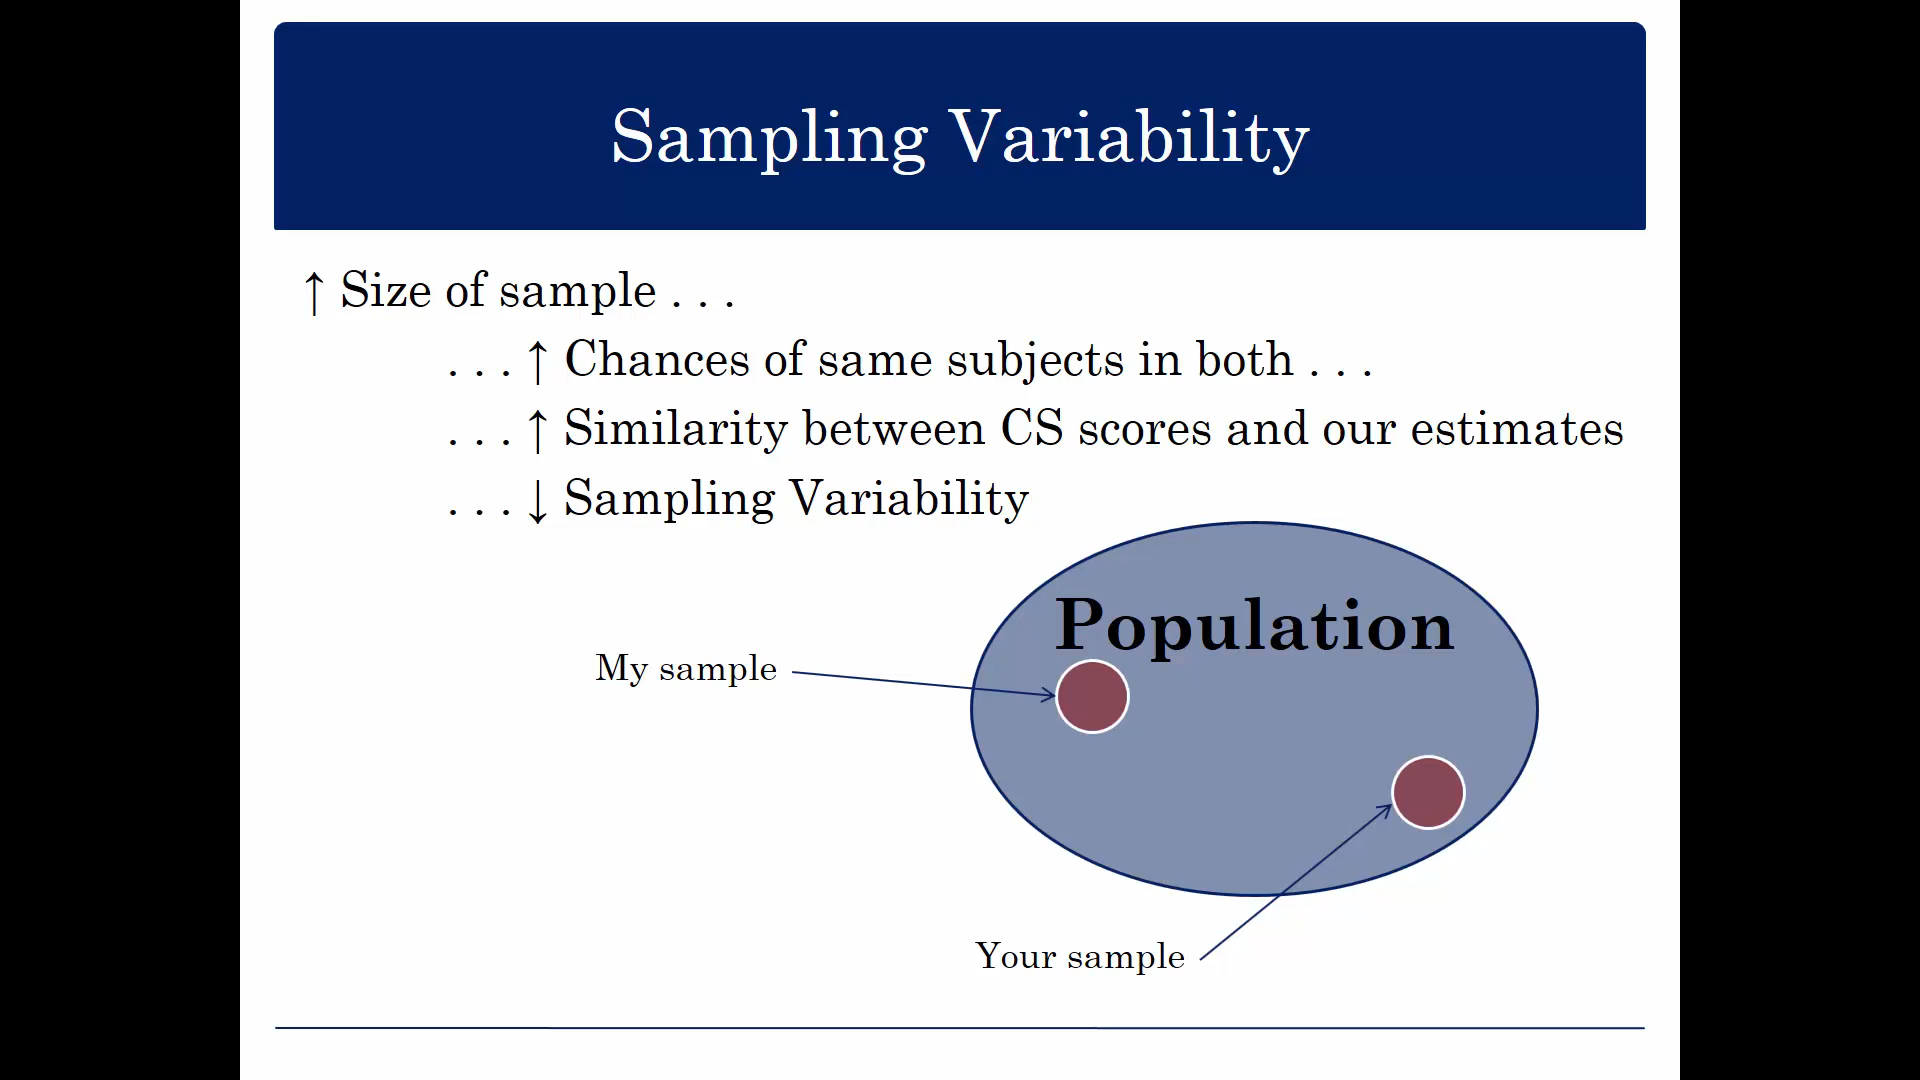 Sampling Variability
↑ Size of sample . . .
. . . ↑ Chances of same subjects in both . . .
. . . ↑ Similarity between CS scores and our estimates
. . . ↓ Sampling Variability
Population
My sample
Your sample